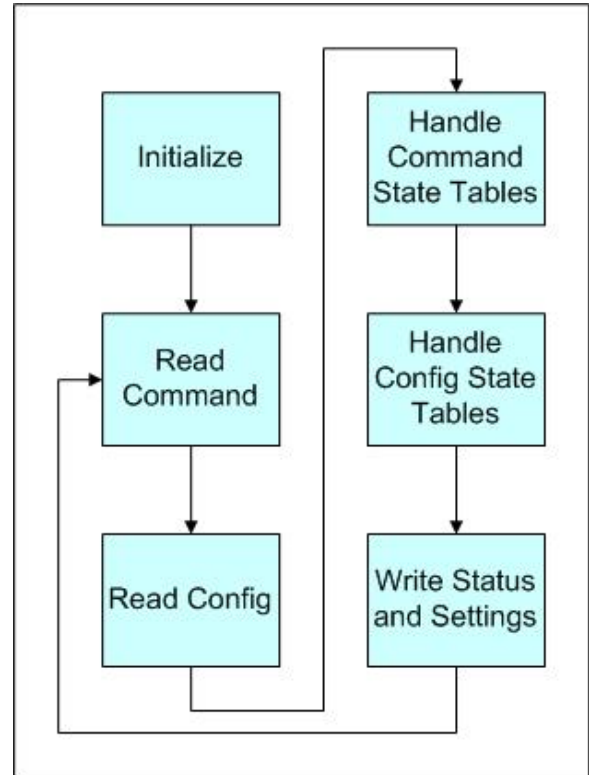 Initialize
Read
Command
Read Config
Handle
Command
State Tables
Handle
Config State
Tables
Write Status
and Settings